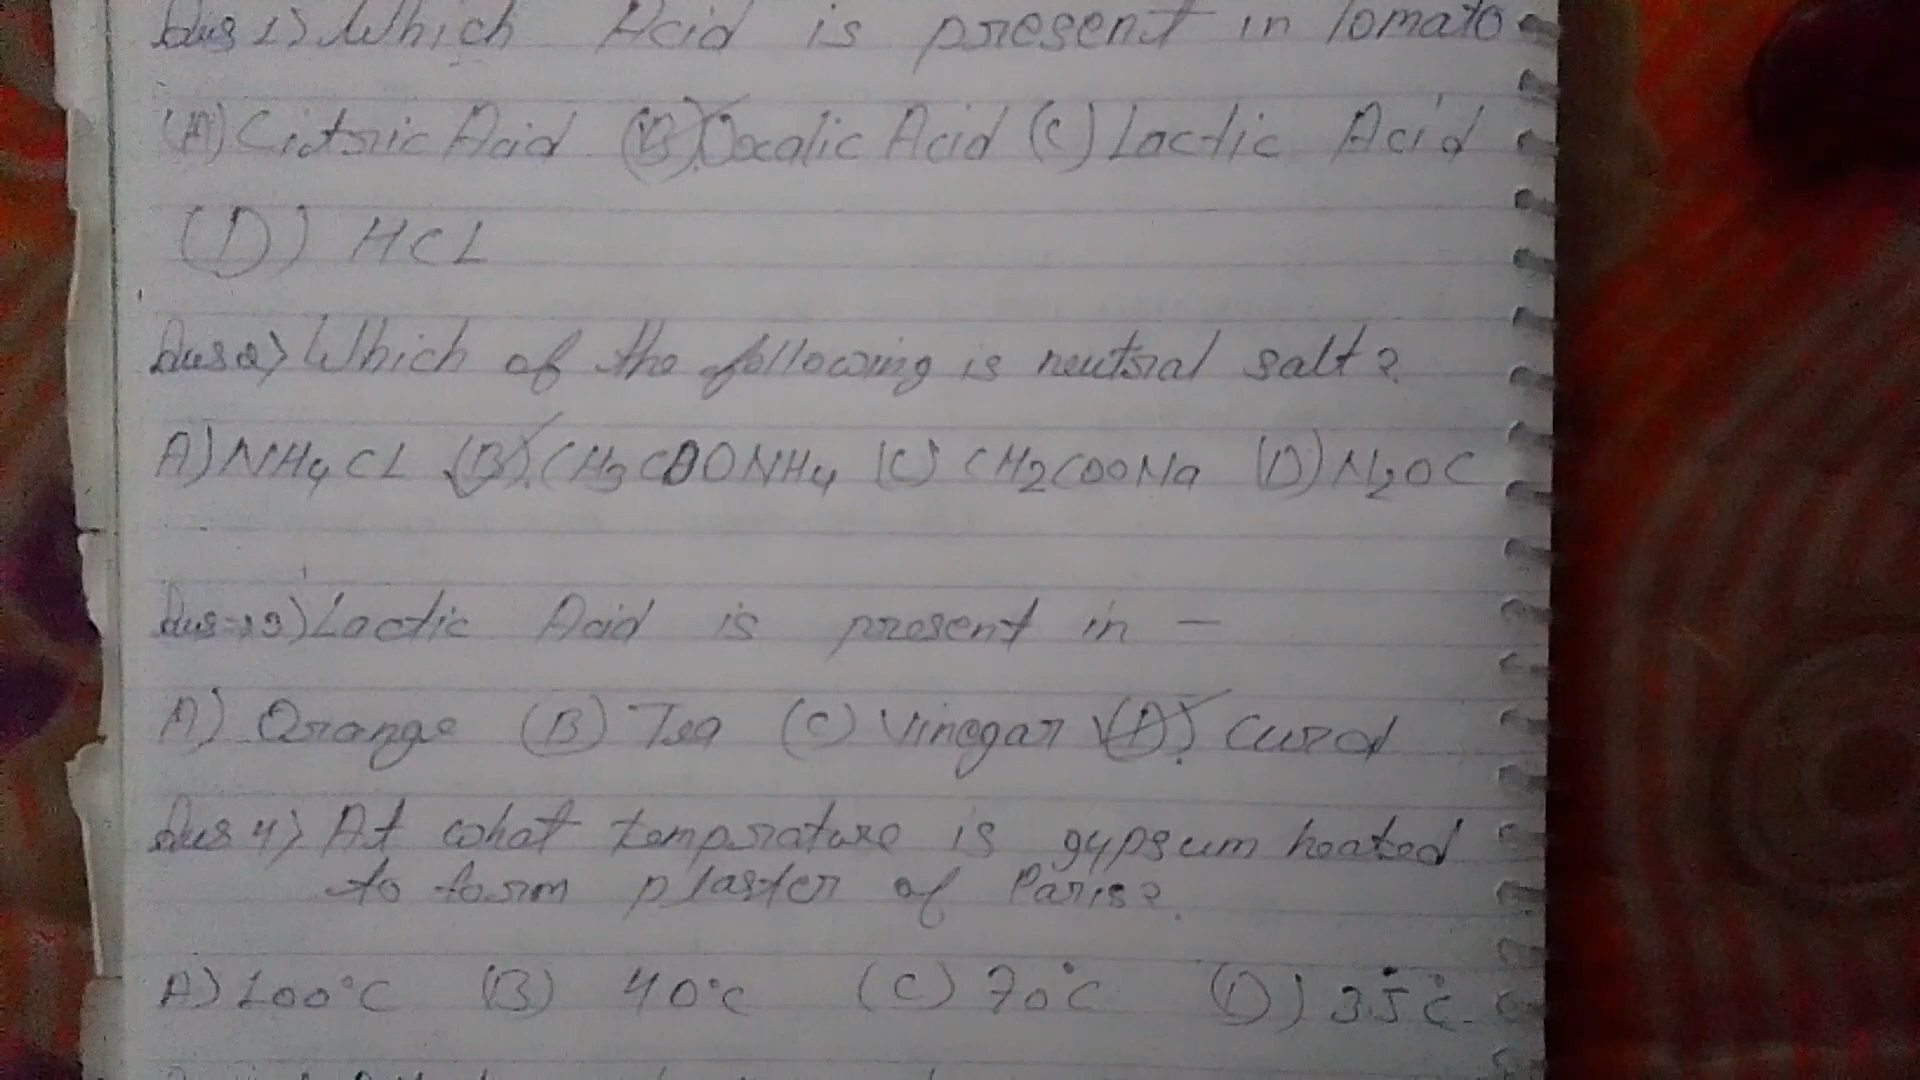 Ques 1) Which Acid is present in Tomato
(A) Citric Acid (B) Oxalic Acid (C) Lactic Acid
(D) HCL
Ques 2) Which of the following is neutral salt?
A) NH4CL (B) CH3COONH4 (C) CH2COONa (D) N2OC
Ques 3) Lactic Acid is present in –
A) Orange (B) Tea (C) Vinegar (D) Curd
Ques 4) At what temprature is gypsum heated
to form plaster of Paris?
A) 100°C (B) 40°C (C) 70°C (D) 35°C